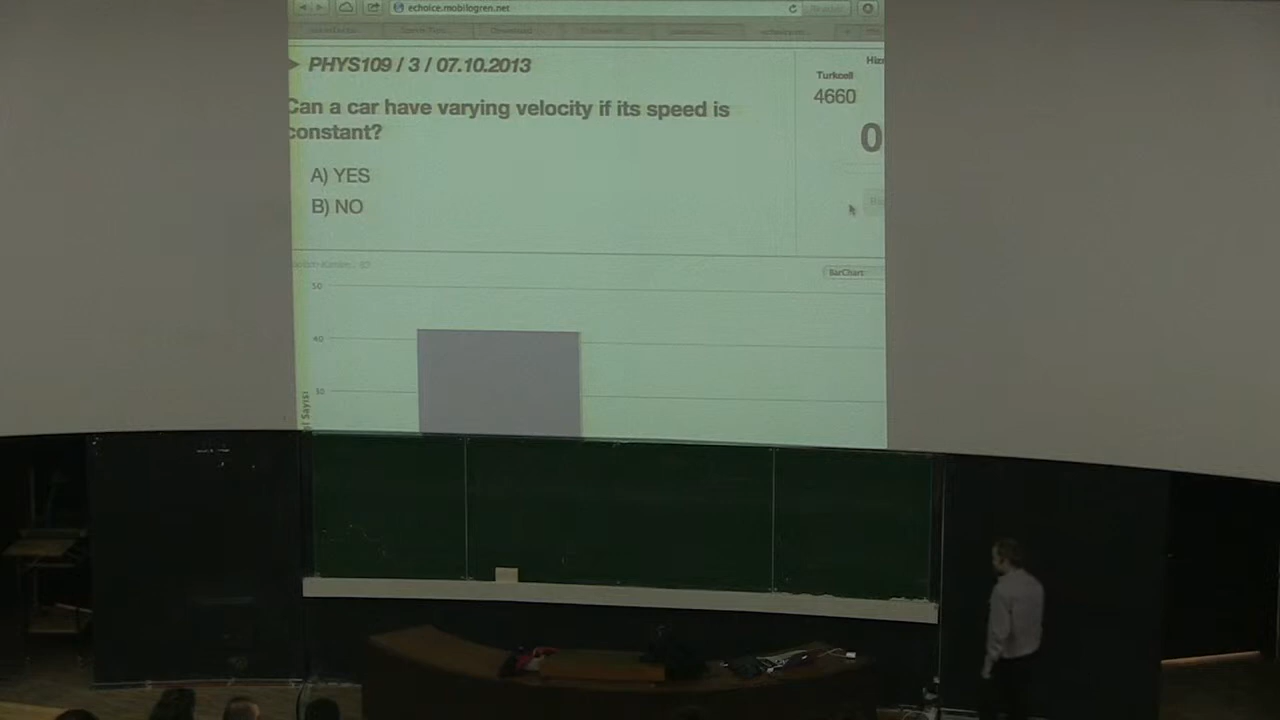 echoice.mobilogren.net
PHYS109 / 3 / 07.10.2013
Can a car have varying velocity if its speed is
constant?
A) YES
B) NO
Turkcell
4660
0
BarChart
50
40
30
Sayısı